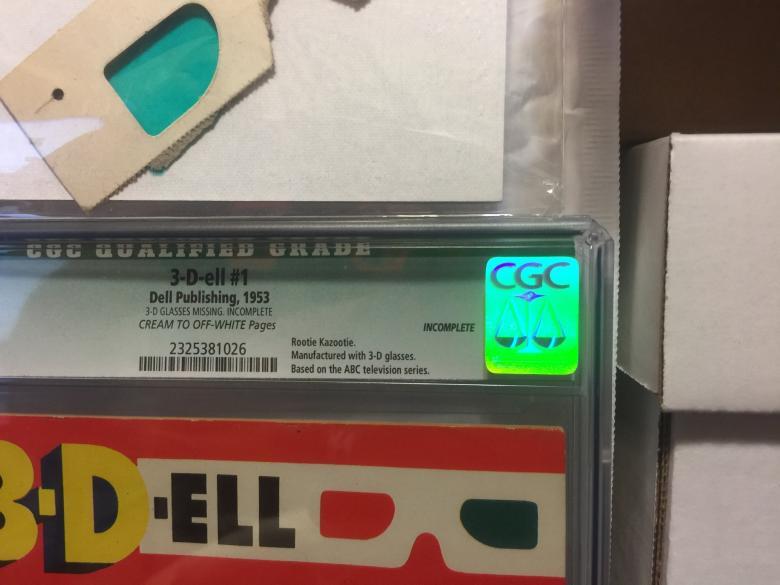 CGC QUALIFIED GRADE
3-D-ell #1
Dell Publishing, 1953
3-D GLASSES MISSING. INCOMPLETE
CREAM TO OFF-WHITE Pages
INCOMPLETE
2325381026
Rootie Kazootie.
Manufactured with 3-D glasses.
Based on the ABC television series.
CGC
3-D-ELL